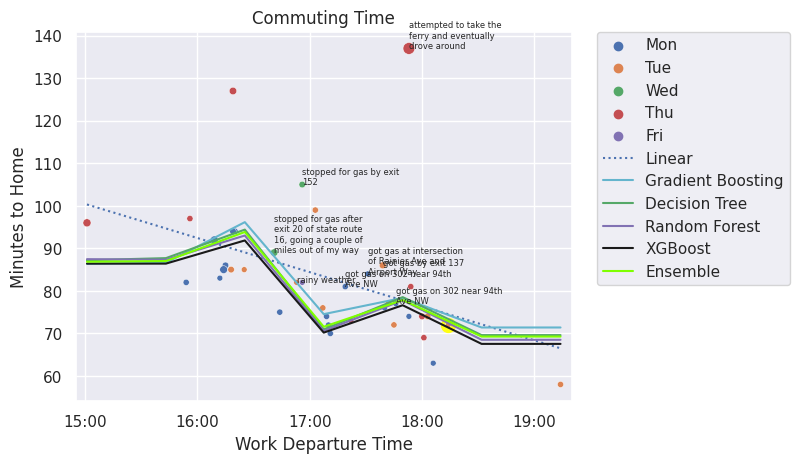 Commuting Time
attempted to take the
ferry and eventually
drove around
stopped for gas by exit
152
stopped for gas after
exit 20 of state route
16, going a couple of
miles out of my way
got gas at intersection
of Rainier Ave and
Airport Way
got gas by exit 137
rainy weather
got gas on 302 near 94th
Ave NW
got gas on 302 near 94th
Ave NW
Minutes to Home
140
130
120
110
100
90
80
70
60
15:00
16:00
17:00
18:00
19:00
Work Departure Time
Mon
Tue
Wed
Thu
Fri
Linear
Gradient Boosting
Decision Tree
Random Forest
XGBoost
Ensemble